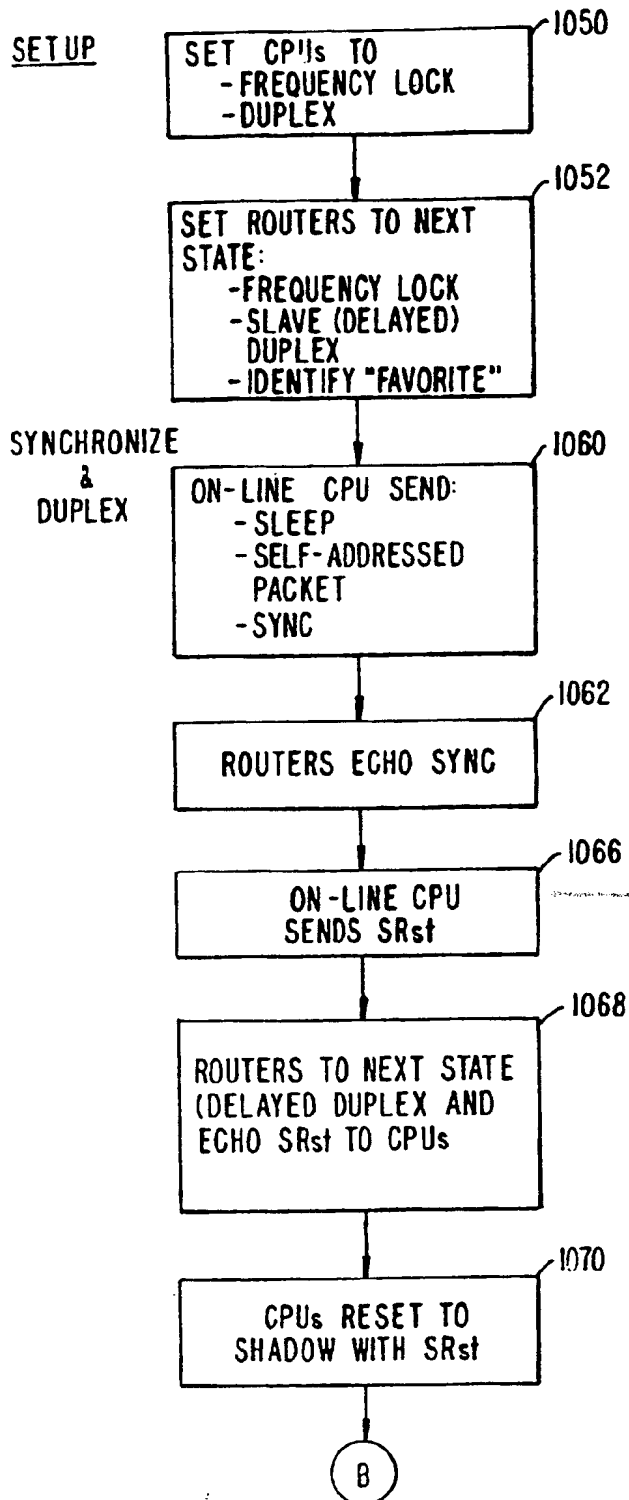 SETUP
1050
SET CPUs TO
-FREQUENCY LOCK
-DUPLEX
1052
SET ROUTERS TO NEXT
STATE:
-FREQUENCY LOCK
-SLAVE (DELAYED)
DUPLEX
-IDENTIFY "FAVORITE"
SYNCHRONIZE
&
DUPLEX
1060
ON-LINE CPU SEND:
-SLEEP
-SELF-ADDRESSED
PACKET
-SYNC
1062
ROUTERS ECHO SYNC
1066
ON-LINE CPU
SENDS SRst
1068
ROUTERS TO NEXT STATE
(DELAYED DUPLEX AND
ECHO SRst TO CPUs
1070
CPUs RESET TO
SHADOW WITH SRst
B